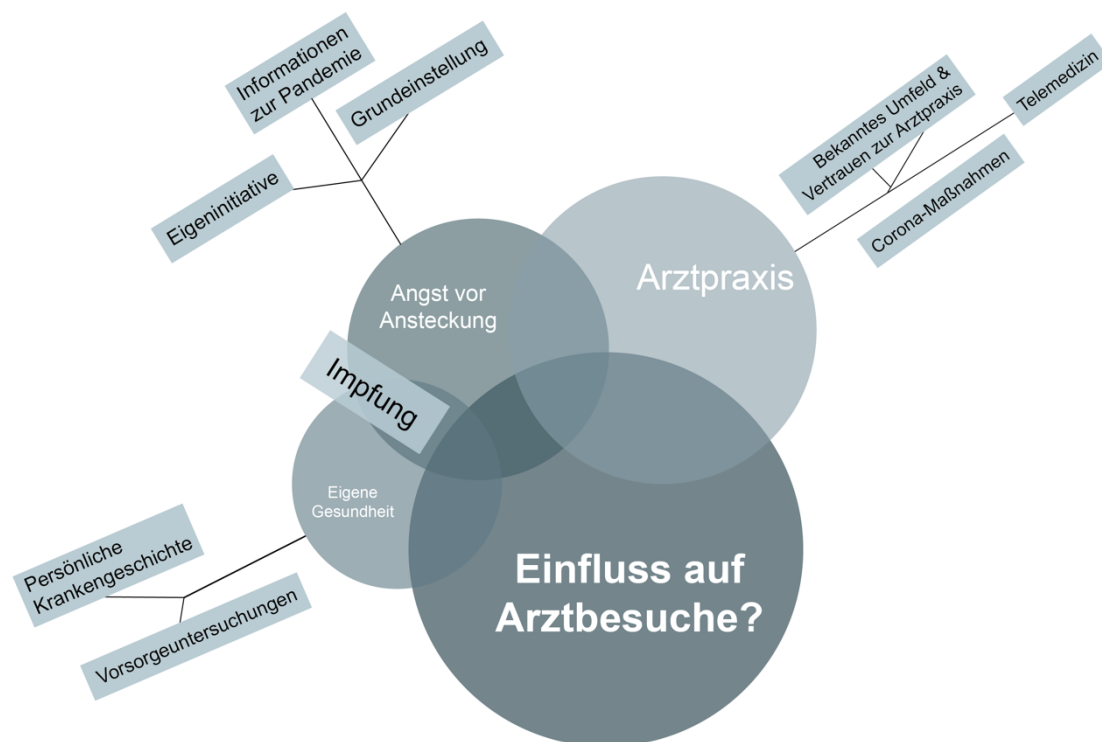 Informationen
zur Pandemie
Grundeinstellung
Eigeninitiative
Bekanntes Umfeld &
Vertrauen zur Arztpraxis
Telemedizin
Corona-Maßnahmen
Arztpraxis
Angst vor
Ansteckung
Impfung
Eigene
Gesundheit
Persönliche
Krankengeschichte
Vorsorgeuntersuchungen
Einfluss auf
Arztbesuche?